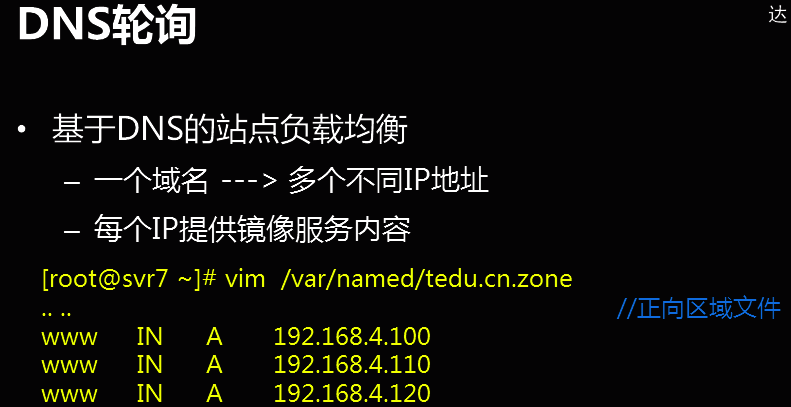 DNS轮询
达
• 基于DNS的站点负载均衡
– 一个域名 ---> 多个不同IP地址
– 每个IP提供镜像服务内容
[root@svr7 ~]# vim /var/named/tedu.cn.zone
.. .. //正向区域文件
www IN A 192.168.4.100
www IN A 192.168.4.110
www IN A 192.168.4.120